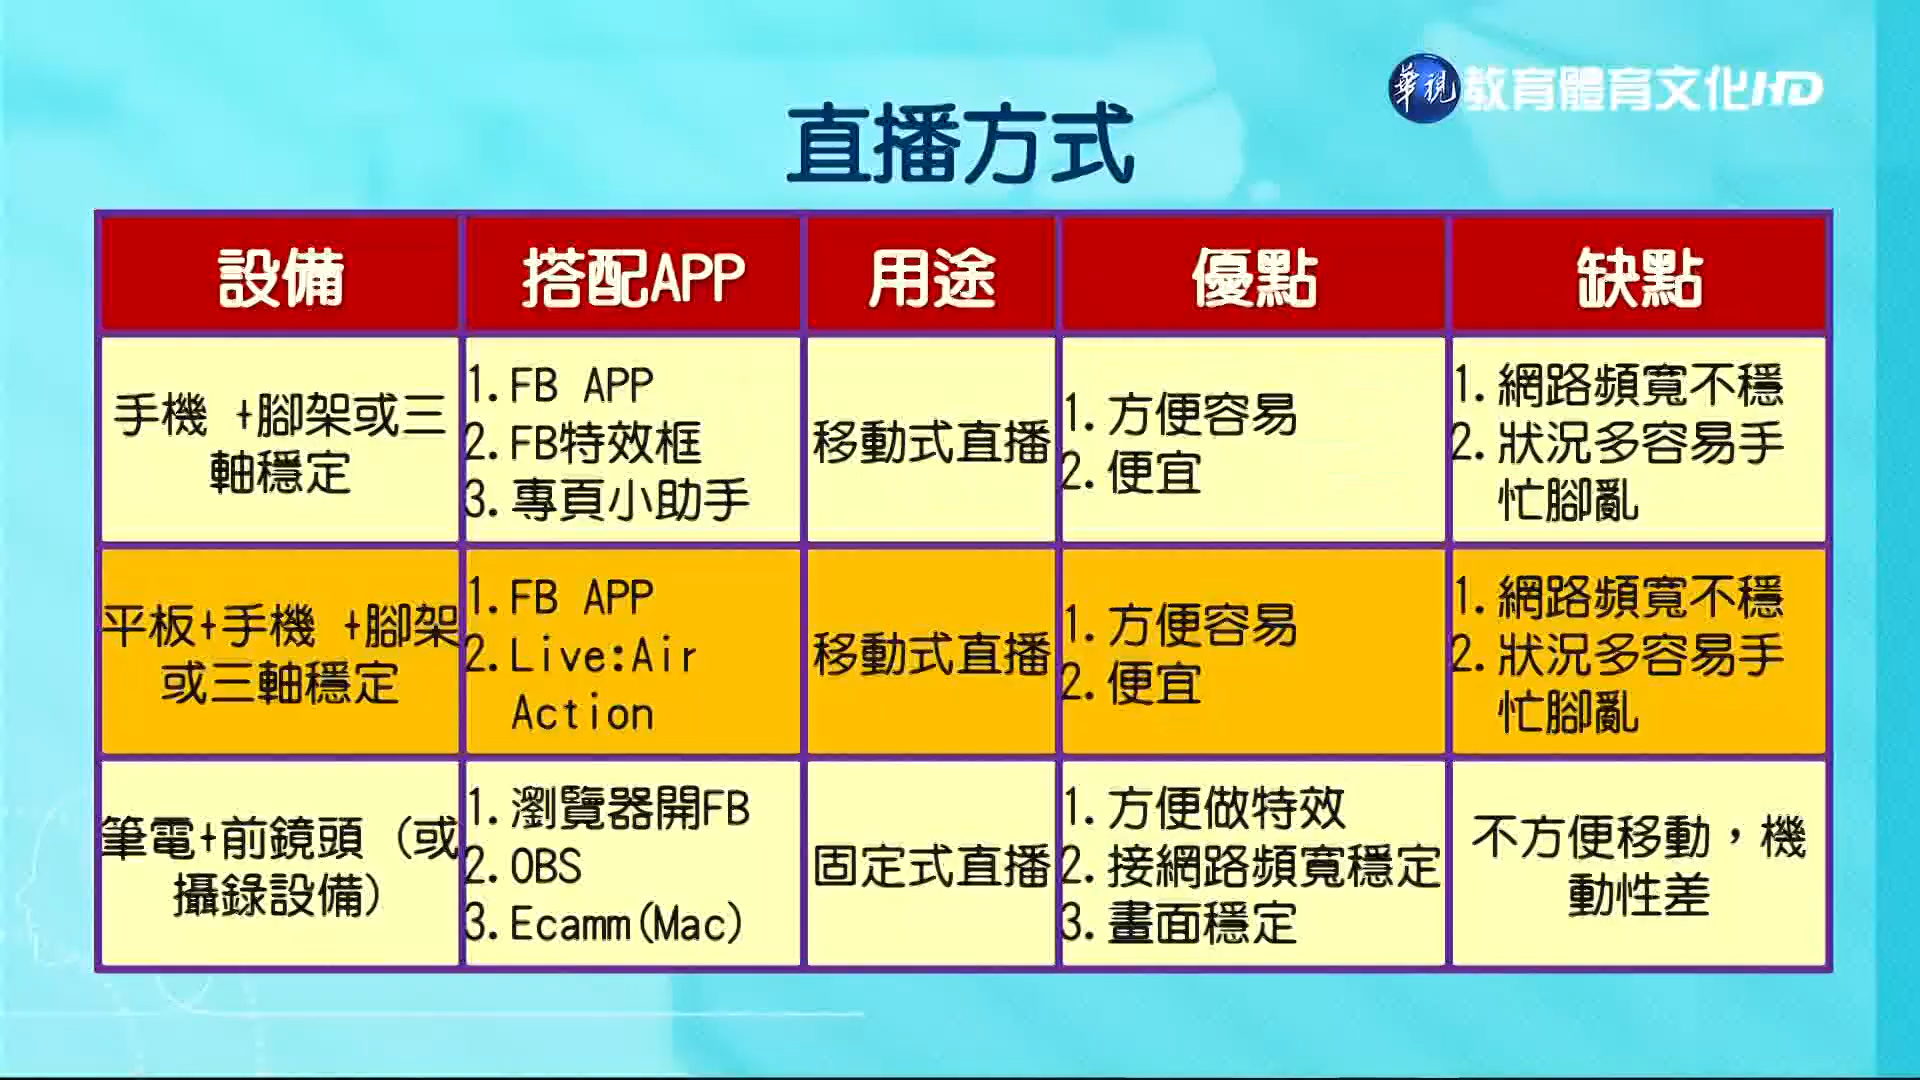 華視 教育體育文化HD
直播方式
設備
搭配APP
用途
優點
缺點
手機 +腳架或三
軸穩定
1.FB APP
2.FB特效框
3.專頁小助手
移動式直播
1.方便容易
2.便宜
1.網路頻寬不穩
2.狀況多容易手
忙腳亂
平板+手機 +腳架
或三軸穩定
1.FB APP
2.Live:Air
Action
移動式直播
1.方便容易
2.便宜
1.網路頻寬不穩
2.狀況多容易手
忙腳亂
筆電+前鏡頭 (或
攝錄設備)
1.瀏覽器開FB
2.OBS
3.Ecamm(Mac)
固定式直播
1.方便做特效
2.接網路頻寬穩定
3.畫面穩定
不方便移動，機
動性差